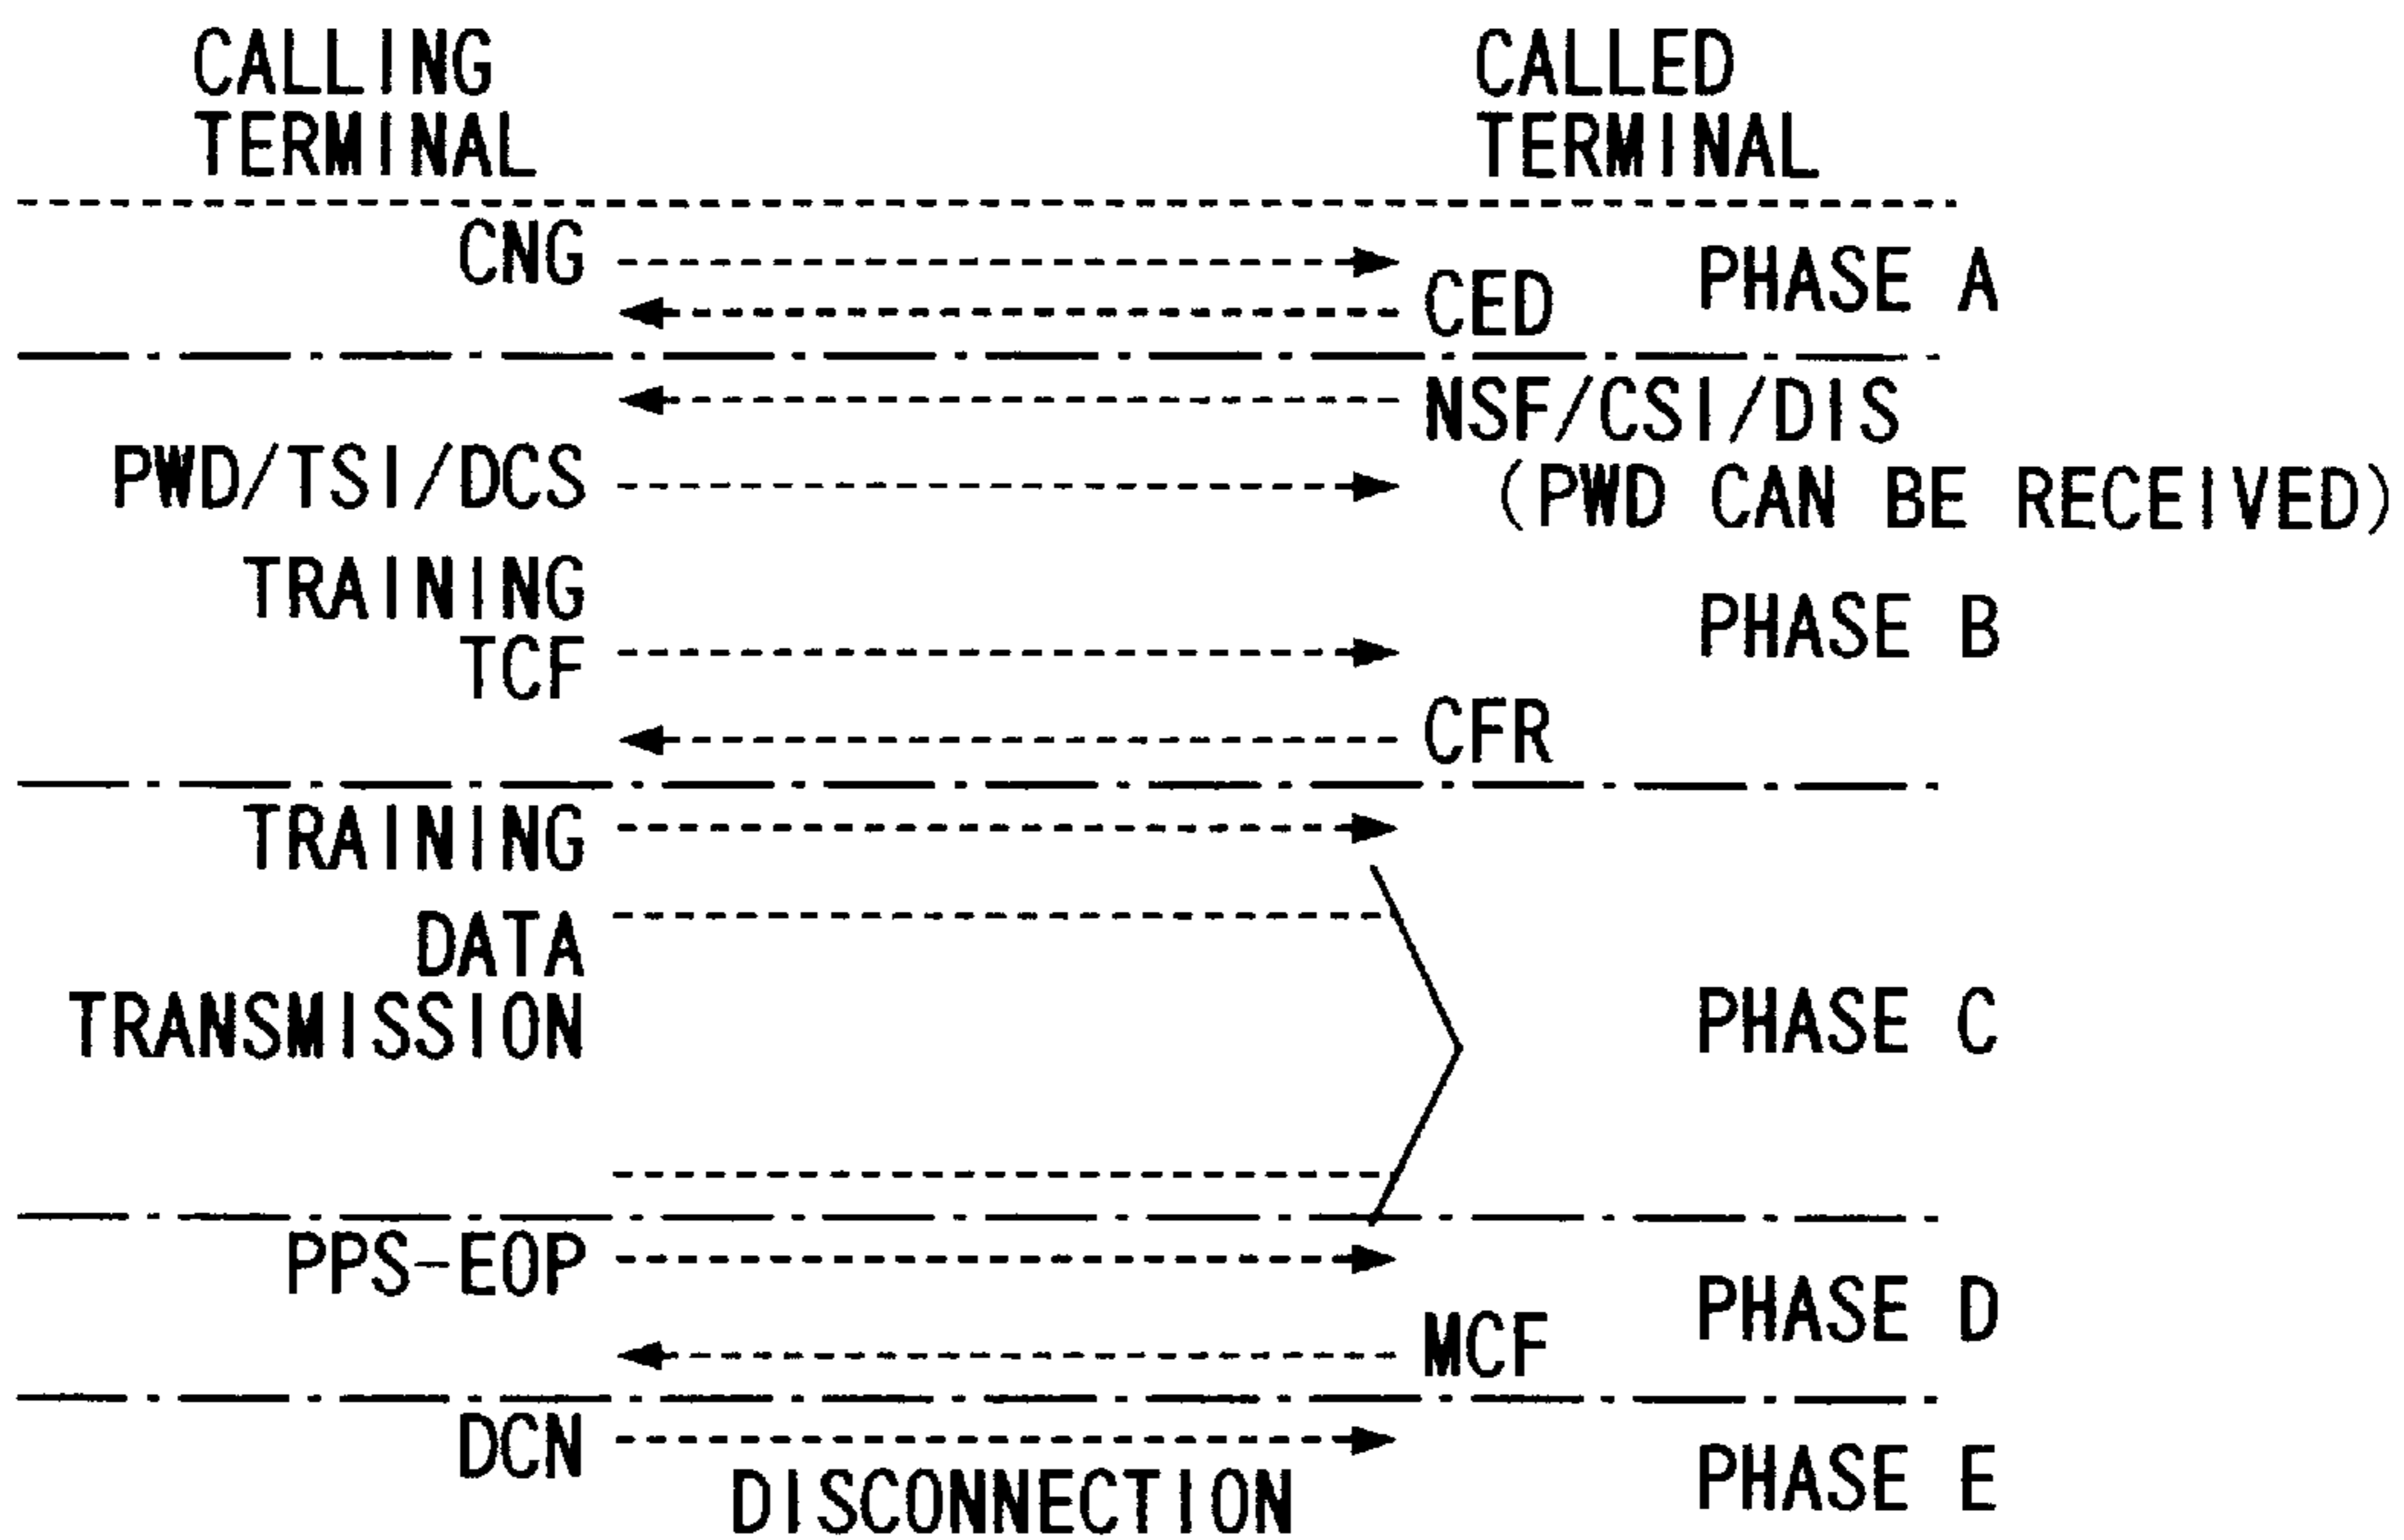 CALLING
TERMINAL
CALLED
TERMINAL
CNG
PHASE A
CED
NSF/CSI/DIS
PWD/TSI/DCS
(PWD CAN BE RECEIVED)
TRAINING
TCF
PHASE B
CFR
TRAINING
DATA
TRANSMISSION
PHASE C
PPS-EOP
PHASE D
MCF
DCN
DISCONNECTION
PHASE E